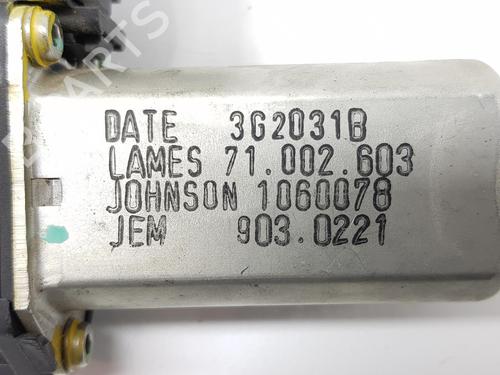 DATE 3G2031B
LAMES 71.002.603
JOHNSON 1060078
JEM 903.0221